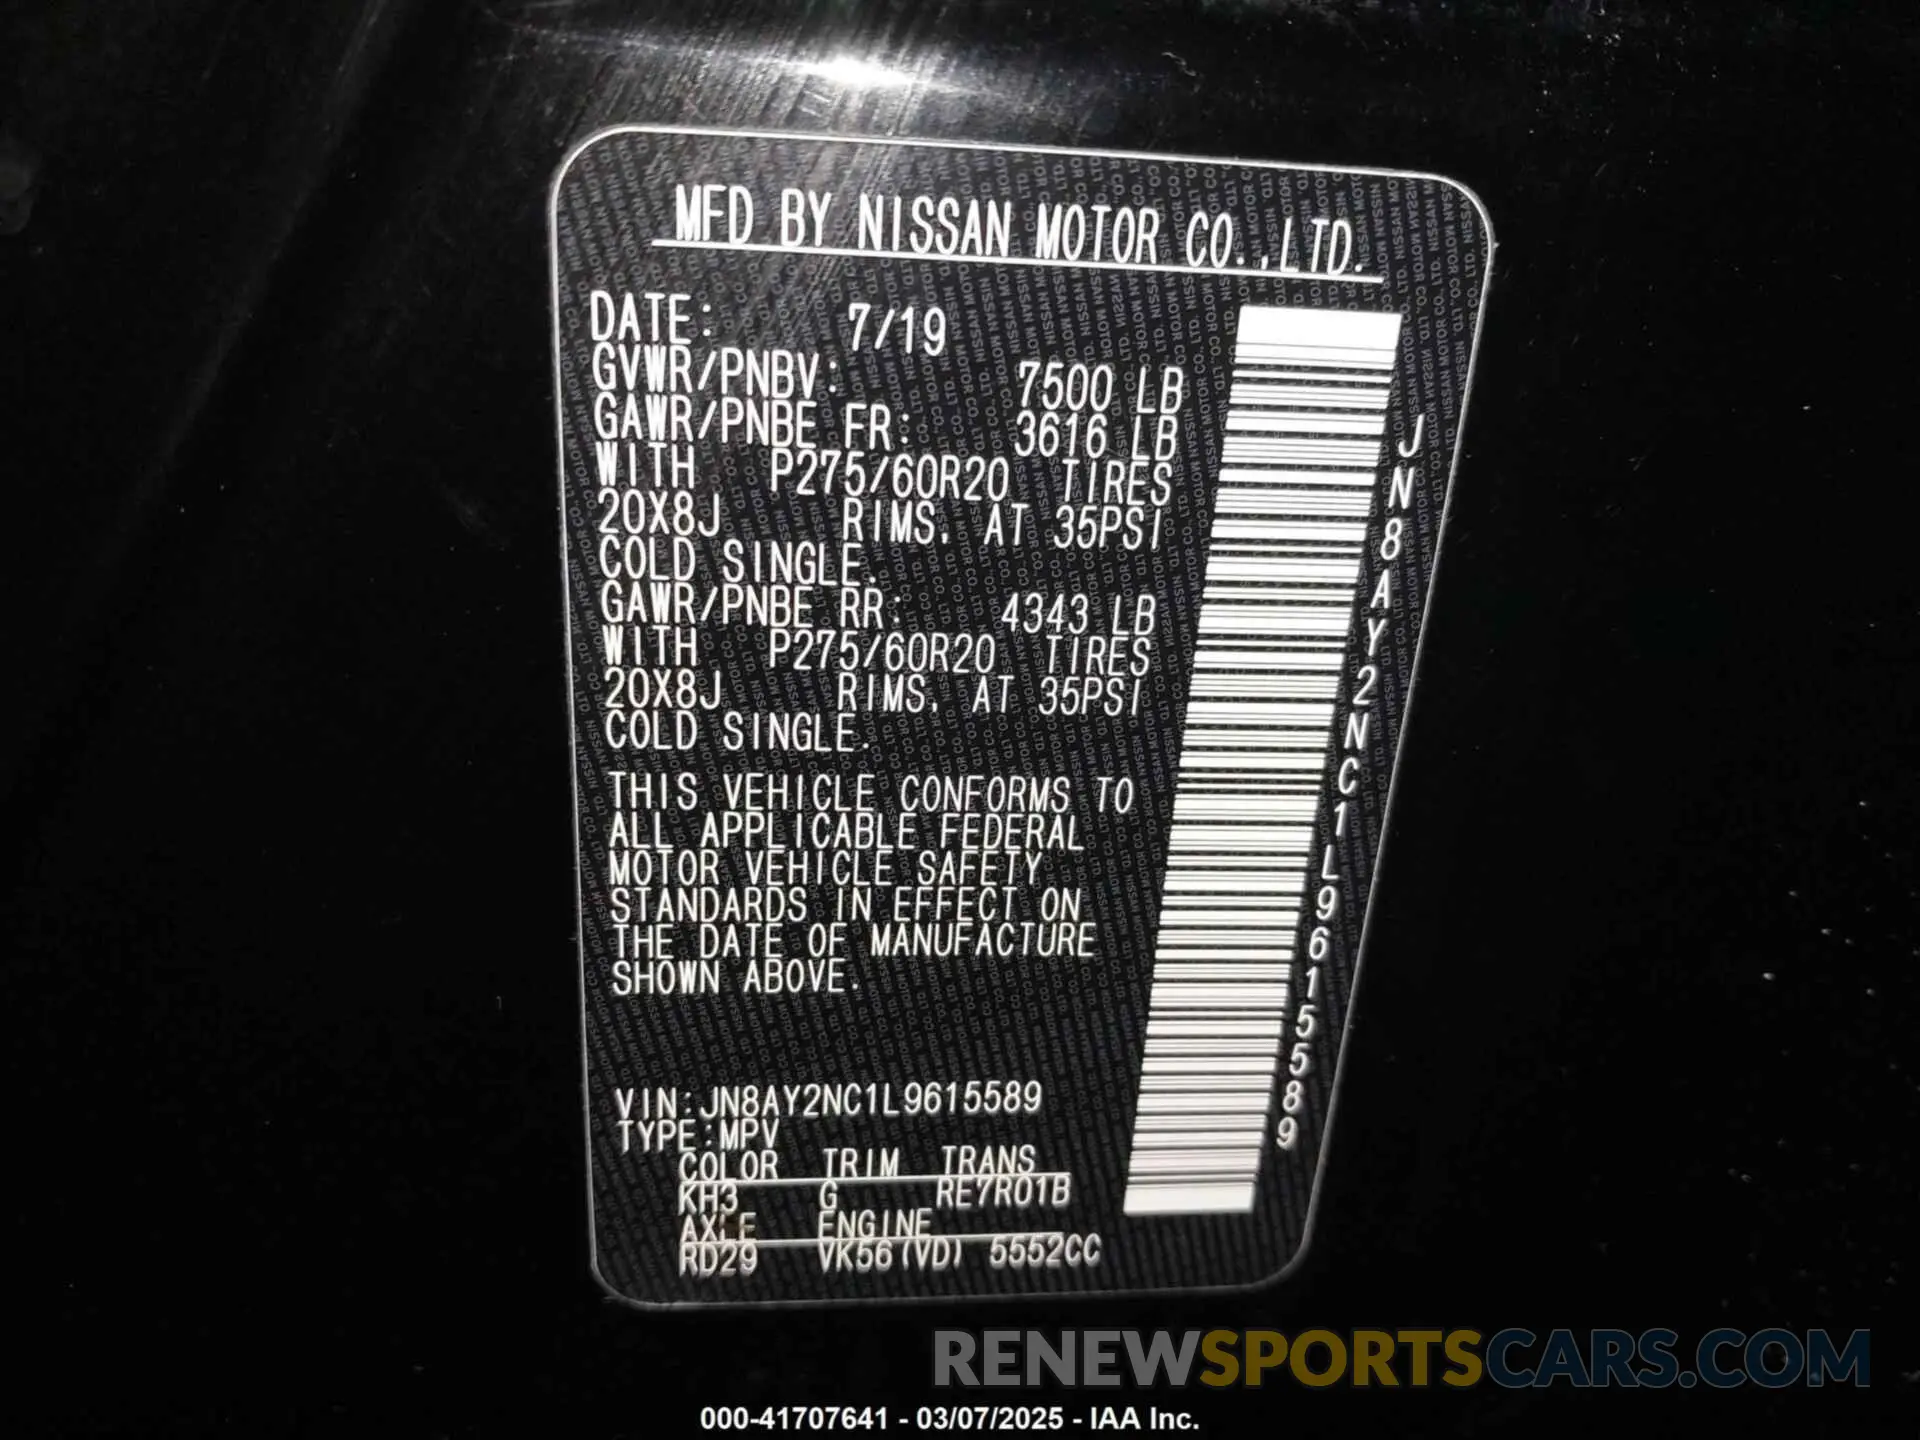 MFD BY NISSAN MOTOR CO.,LTD.
DATE: 7/19
GVWR/PNBV: 7500 LB
GAWR/PNBE FR: 3616 LB
WITH P275/60R20 TIRES
20X8J RIMS, AT 35PSI
COLD SINGLE.
GAWR/PNBE RR: 4343 LB
WITH P275/60R20 TIRES
20X8J RIMS, AT 35PSI
COLD SINGLE.
THIS VEHICLE CONFORMS TO
ALL APPLICABLE FEDERAL
MOTOR VEHICLE SAFETY
STANDARDS IN EFFECT ON
THE DATE OF MANUFACTURE
SHOWN ABOVE.
VIN:JN8AY2NC1L9615589
TYPE:MPV
COLOR TRIM TRANS
KH3 G RE7R01B
AXLE ENGINE
RD29 VK56(VD) 5552CC
JN8AY2NC1L9615589
RENEWSPORTSCARS.COM
000-41707641 - 03/07/2025 - IAA Inc.